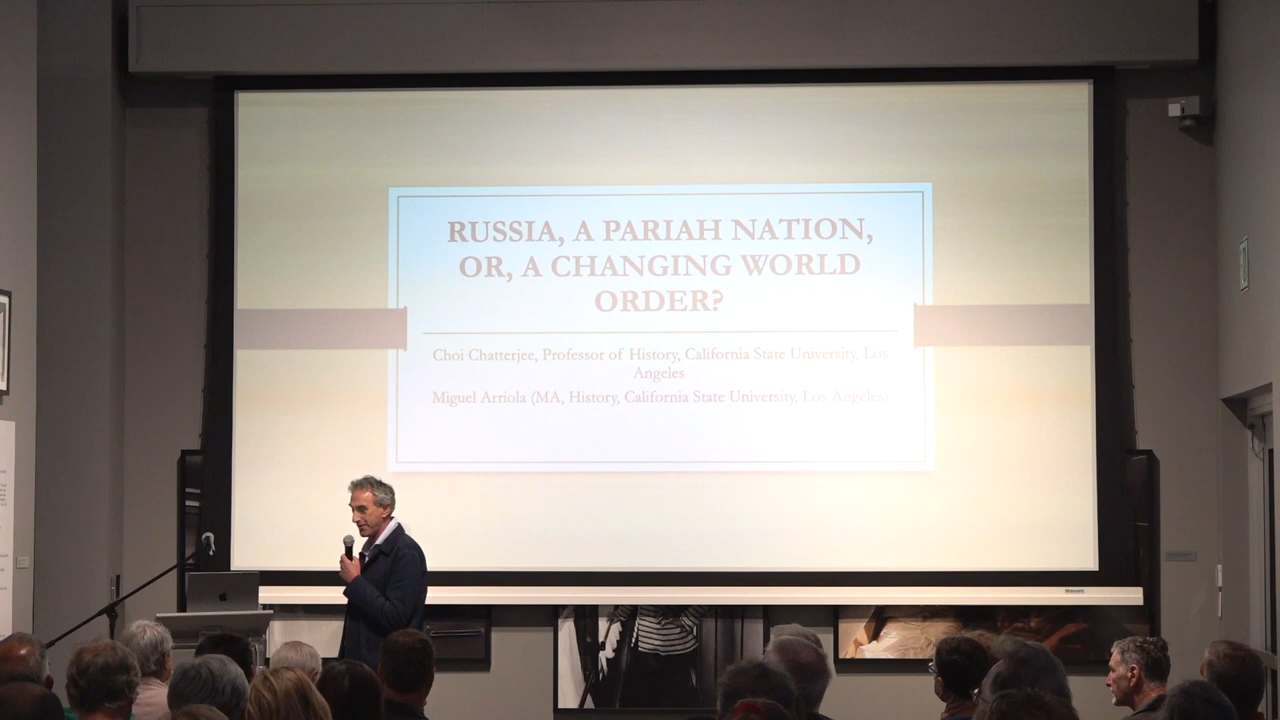 RUSSIA, A PARIAH NATION,
OR, A CHANGING WORLD
ORDER?
Choi Chatterjee, Professor of History, California State University, Los
Angeles
Miguel Arriola (MA, History, California State University, Los Angeles)